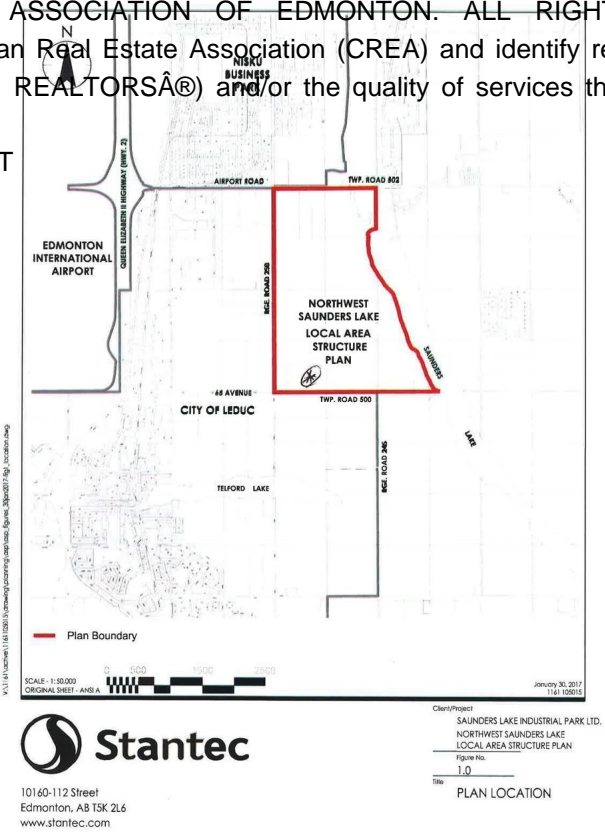 ASSOCIATION OF EDMONTON. ALL RIGHT
an Real Estate Association (CREA) and identify re
REALTORSÂ®) and/or the quality of services th
T
N
NISKU
BUSINESS
PARK
QUEEN ELIZABETH II HIGHWAY (HWY. 2)
AIRPORT ROAD
TWP. ROAD 502
EDMONTON
INTERNATIONAL
AIRPORT
RGE. ROAD 250
NORTHWEST
SAUNDERS LAKE
LOCAL AREA
STRUCTURE
PLAN
SAUNDERS
LAKE
65 AVENUE
TWP. ROAD 500
CITY OF LEDUC
RGE. ROAD 245
TELFORD LAKE
Plan Boundary
0 500 1500 2500
SCALE - 1: 50,000
ORIGINAL SHEET - ANSI A
January 30, 2017
1161 105015
Stantec
10160-112 Street
Edmonton, AB T5K 2L6
www.stantec.com
Client/Project
SAUNDERS LAKE INDUSTRIAL PARK LTD.
NORTHWEST SAUNDERS LAKE
LOCAL AREA STRUCTURE PLAN
Figure No.
1.0
Title
PLAN LOCATION